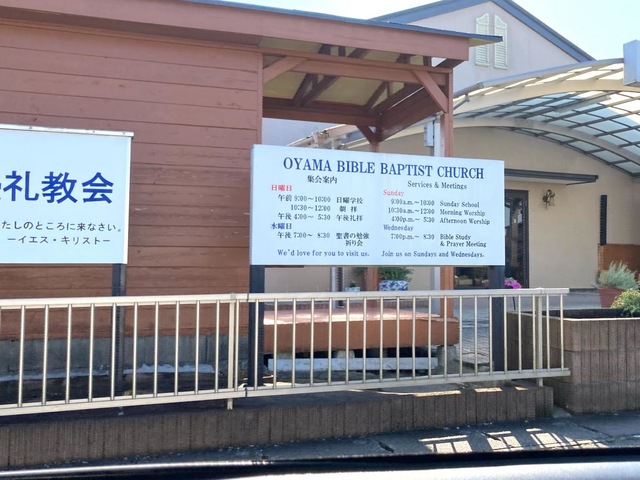 礼教会
たしのところに来なさい。
ーイエス・キリストー
OYAMA BIBLE BAPTIST CHURCH
集会案内
日曜日
午前 9:00～10:00 日曜学校
10:30～12:00 朝 拝
午後 4:00～ 5:30 午後礼拝
水曜日
午後 7:00～ 8:30 聖書の勉強
祈り会
We'd love for you to visit us.
Services & Meetings
Sunday
9:00a.m.～10:00 Sunday School
10:30a.m.～12:00 Morning Worship
4:00p.m.～ 5:30 Afternoon Worship
Wednesday
7:00p.m.～ 8:30 Bible Study
& Prayer Meeting
Join us on Sundays and Wednesdays.